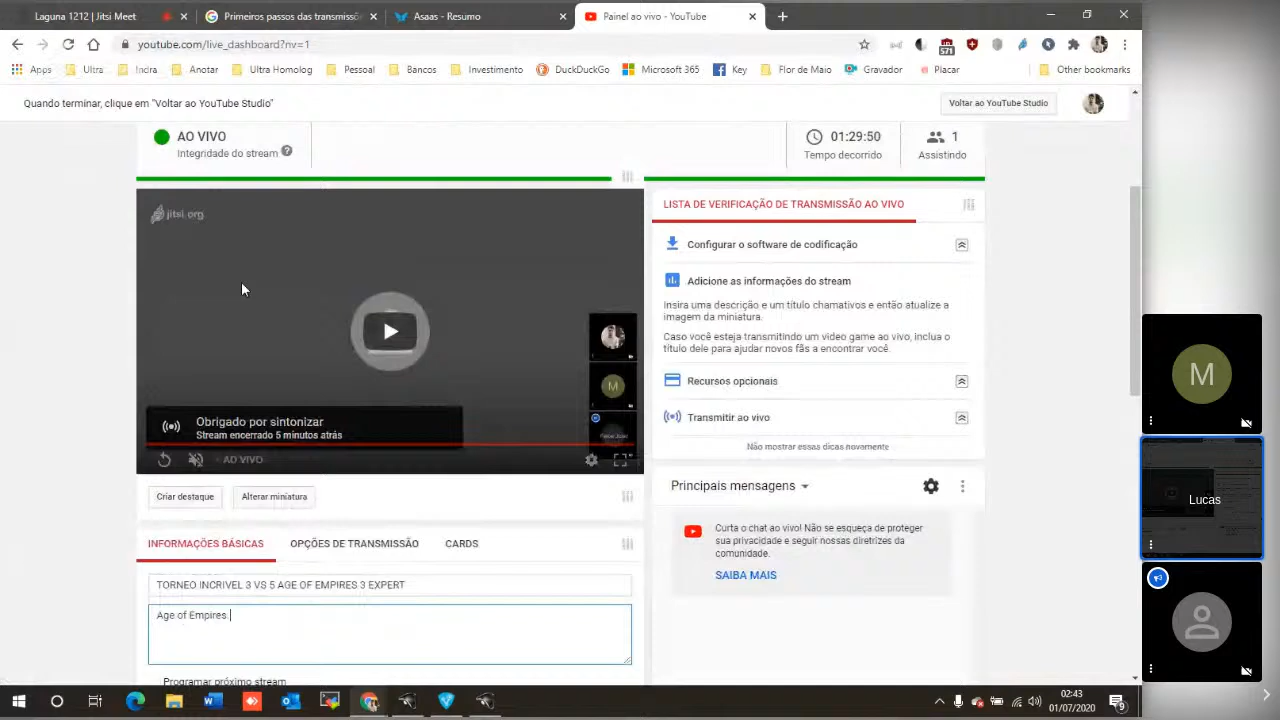 Laguna 1212 | Jitsi Meet
Primeiros passos das transmissõ
Asaas - Resumo
Painel ao vivo - YouTube
youtube.com/live_dashboard?nv=1
571
Apps
Ultra
Indra
Anotar
Ultra Homolog
Pessoal
Bancos
Investimento
DuckDuckGo
Microsoft 365
Key
Flor de Maio
Gravador
Placar
Other bookmarks
Quando terminar, clique em "Voltar ao YouTube Studio"
Voltar ao YouTube Studio
AO VIVO
Integridade do stream
01:29:50
Tempo decorrido
1
Assistindo
jitsi.org
M
Obrigado por sintonizar
Stream encerrado 5 minutos atrás
AO VIVO
Criar destaque
Alterar miniatura
INFORMAÇÕES BÁSICAS
OPÇÕES DE TRANSMISSÃO
CARDS
TORNEO INCRIVEL 3 VS 5 AGE OF EMPIRES 3 EXPERT
Age of Empires.
Programar próximo stream
LISTA DE VERIFICAÇÃO DE TRANSMISSÃO AO VIVO
Configurar o software de codificação
Adicione as informações do stream
Insira uma descrição e um título chamativos e então atualize a
imagem da miniatura.
Caso você esteja transmitindo um video game ao vivo, inclua o
título dele para ajudar novos fãs a encontrar você.
Recursos opcionais
Transmitir ao vivo
Não mostrar essas dicas novamente
Principais mensagens
Curta o chat ao vivo! Não se esqueça de proteger
sua privacidade e seguir nossas diretrizes da
comunidade.
SAIBA MAIS
M
Lucas
02:43
01/07/2020
9